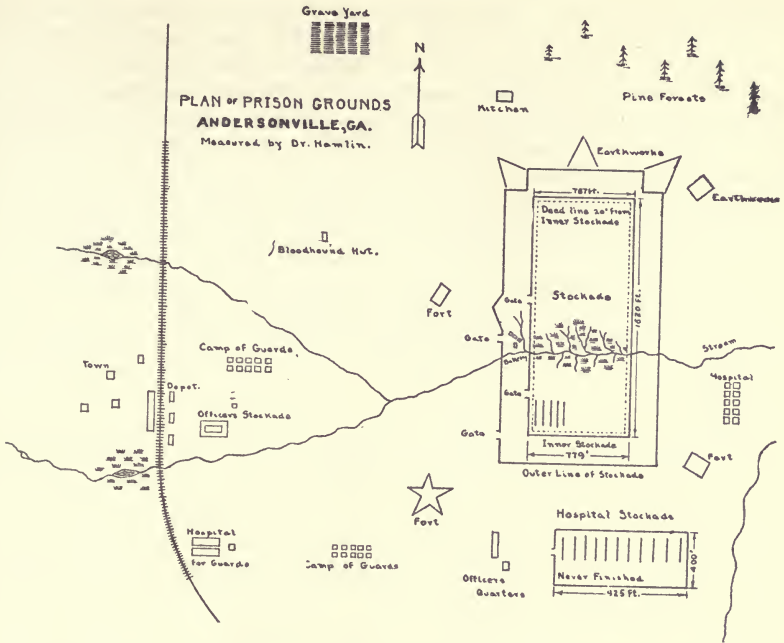 Grave Yard
N
PLAN OF PRISON GROUNDS
ANDERSONVILLE, GA.
Measured by Dr. Hamlin.
Kitchen
Pine Forests
Earthworks
Earthworks
787 ft.
Dead line 20' from
Inner Stockade
Bloodhound Hut.
Stockade
1620 ft.
Fort
Gate
Gate
Stream
Camp of Guards
Town
Depot.
Hospital
Officers Stockade
Gate
Gate
Inner Stockade
779'
Outer Line of Stockade
Fort
Fort
Hospital
for Guards
Camp of Guards
Officers
Quarters
Hospital Stockade
Never Finished
400'
425 Ft.